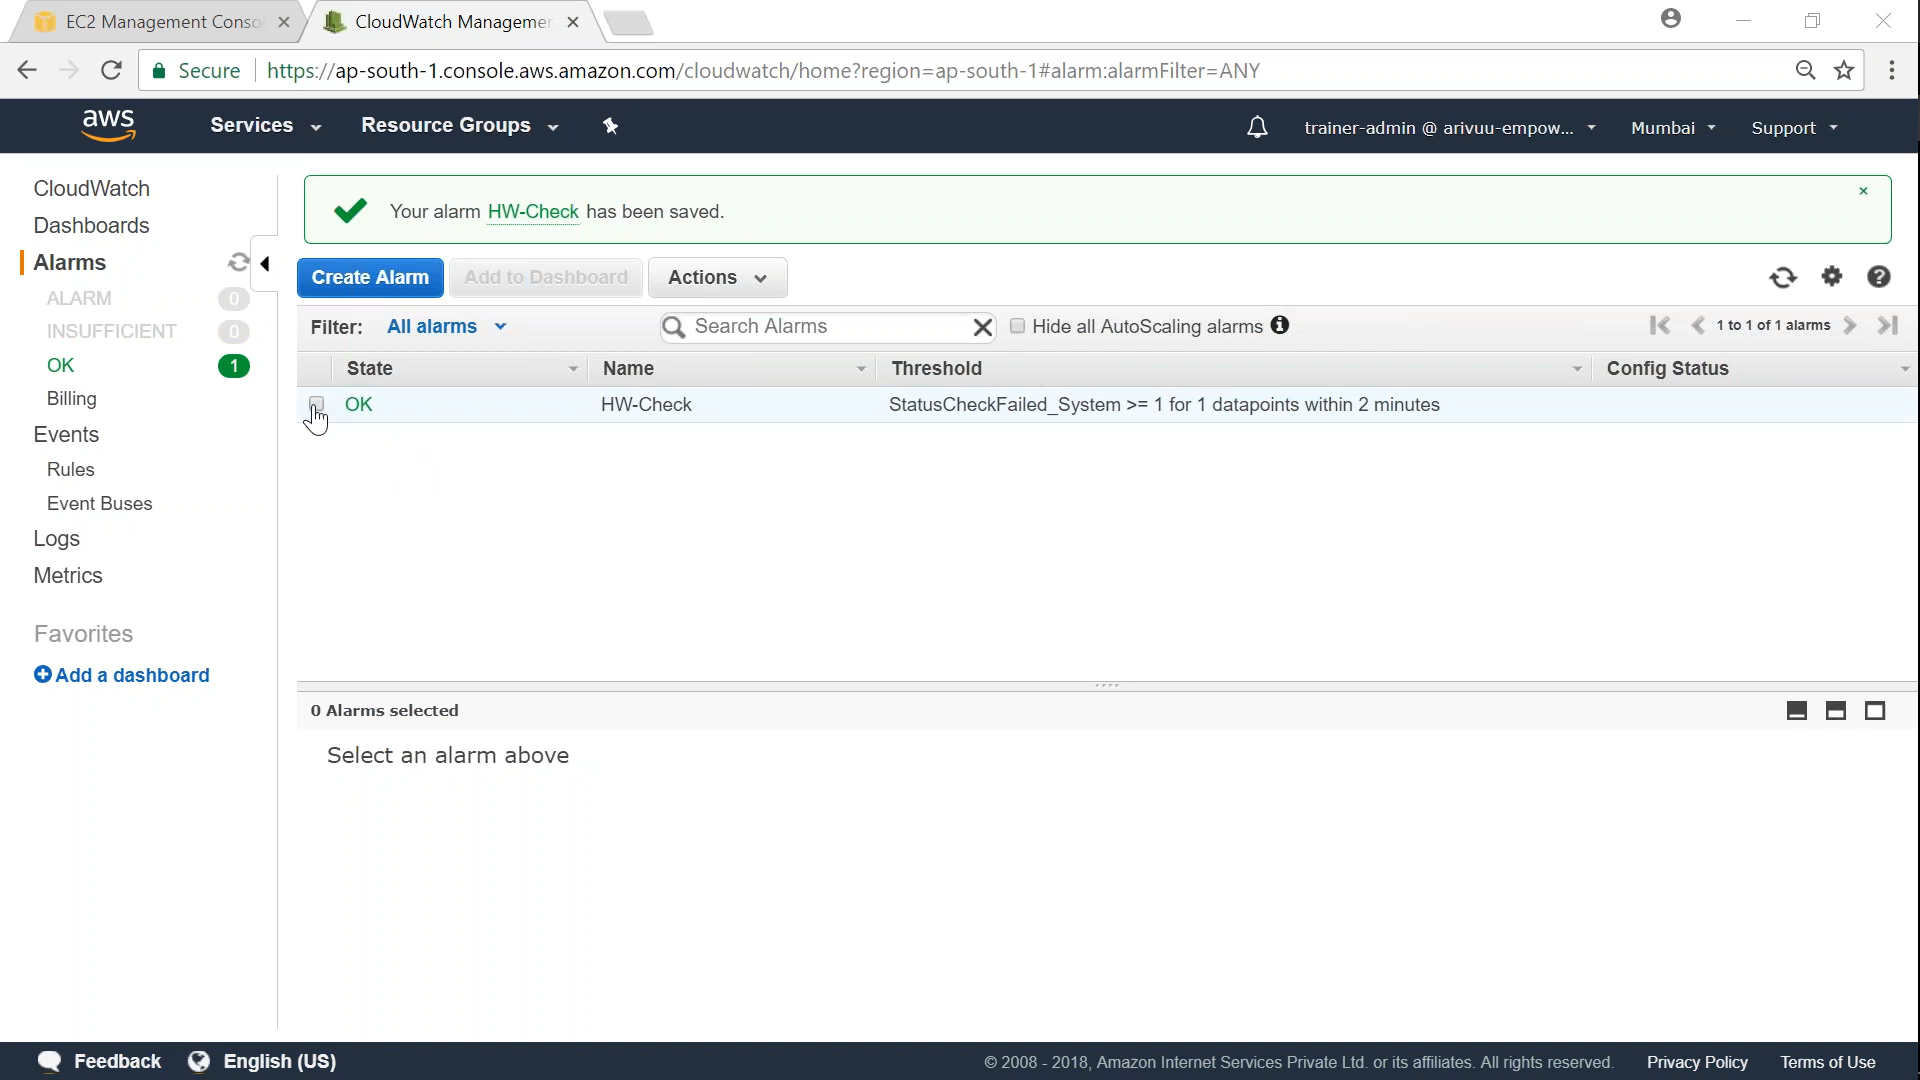 EC2 Management Conso
CloudWatch Managemen
Secure https://ap-south-1.console.aws.amazon.com/cloudwatch/home?region=ap-south-1#alarm:alarmFilter=ANY
aws Services Resource Groups trainer-admin @ arivuu-empow... Mumbai Support
CloudWatch
Dashboards
Alarms
ALARM 0
INSUFFICIENT 0
OK 1
Billing
Events
Rules
Event Buses
Logs
Metrics
Favorites
Add a dashboard
Your alarm HW-Check has been saved.
Create Alarm Add to Dashboard Actions
Filter: All alarms Search Alarms Hide all AutoScaling alarms 1 to 1 of 1 alarms
State Name Threshold Config Status
OK HW-Check StatusCheckFailed_System >= 1 for 1 datapoints within 2 minutes
0 Alarms selected
Select an alarm above
Feedback English (US) © 2008 - 2018, Amazon Internet Services Private Ltd. or its affiliates. All rights reserved. Privacy Policy Terms of Use